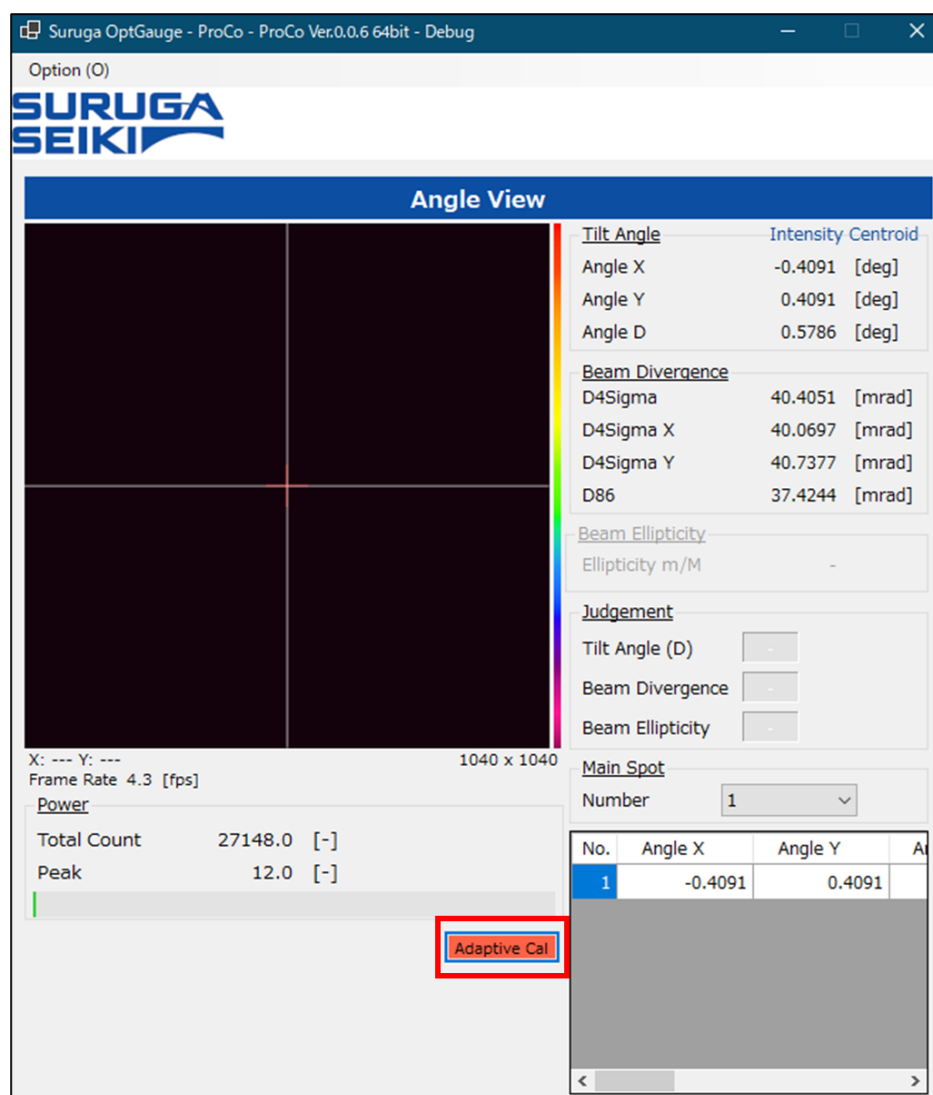 Suruga OptGauge - ProCo - ProCo Ver.0.0.6 64bit - Debug
Option (O)
SURUGA
SEIKI
Angle View
Tilt Angle Intensity Centroid
Angle X -0.4091 [deg]
Angle Y 0.4091 [deg]
Angle D 0.5786 [deg]
Beam Divergence
D4Sigma 40.4051 [mrad]
D4Sigma X 40.0697 [mrad]
D4Sigma Y 40.7377 [mrad]
D86 37.4244 [mrad]
Beam Ellipticity
Ellipticity m/M -
Judgement
Tilt Angle (D) -
Beam Divergence -
Beam Ellipticity -
X: --- Y: --- 1040 x 1040
Frame Rate 4.3 [fps]
Main Spot
Number 1
Power
Total Count 27148.0 [-]
Peak 12.0 [-]
No. Angle X Angle Y
1 -0.4091 0.4091
Adaptive Cal